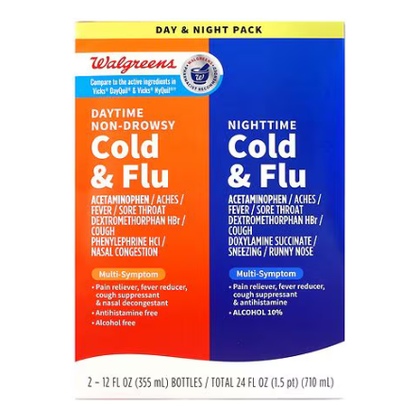 DAY & NIGHT PACK
Walgreens
Compare to the active ingredients in
Vicks® DayQuil® & Vicks® NyQuil®††
WALGREENS
W
DAYTIME
NON-DROWSY
Cold
& Flu
ACETAMINOPHEN / ACHES /
FEVER / SORE THROAT
DEXTROMETHORPHAN HBr /
COUGH
PHENYLEPHRINE HCl /
NASAL CONGESTION
Multi-Symptom
• Pain reliever, fever reducer,
cough suppressant
& nasal decongestant
• Antihistamine free
• Alcohol free
NIGHTTIME
Cold
& Flu
ACETAMINOPHEN / ACHES /
FEVER / SORE THROAT
DEXTROMETHORPHAN HBr /
COUGH
DOXYLAMINE SUCCINATE /
SNEEZING / RUNNY NOSE
Multi-Symptom
• Pain reliever, fever reducer,
cough suppressant
& antihistamine
• ALCOHOL 10%
2 – 12 FL OZ (355 mL) BOTTLES / TOTAL 24 FL OZ (1.5 pt) (710 mL)